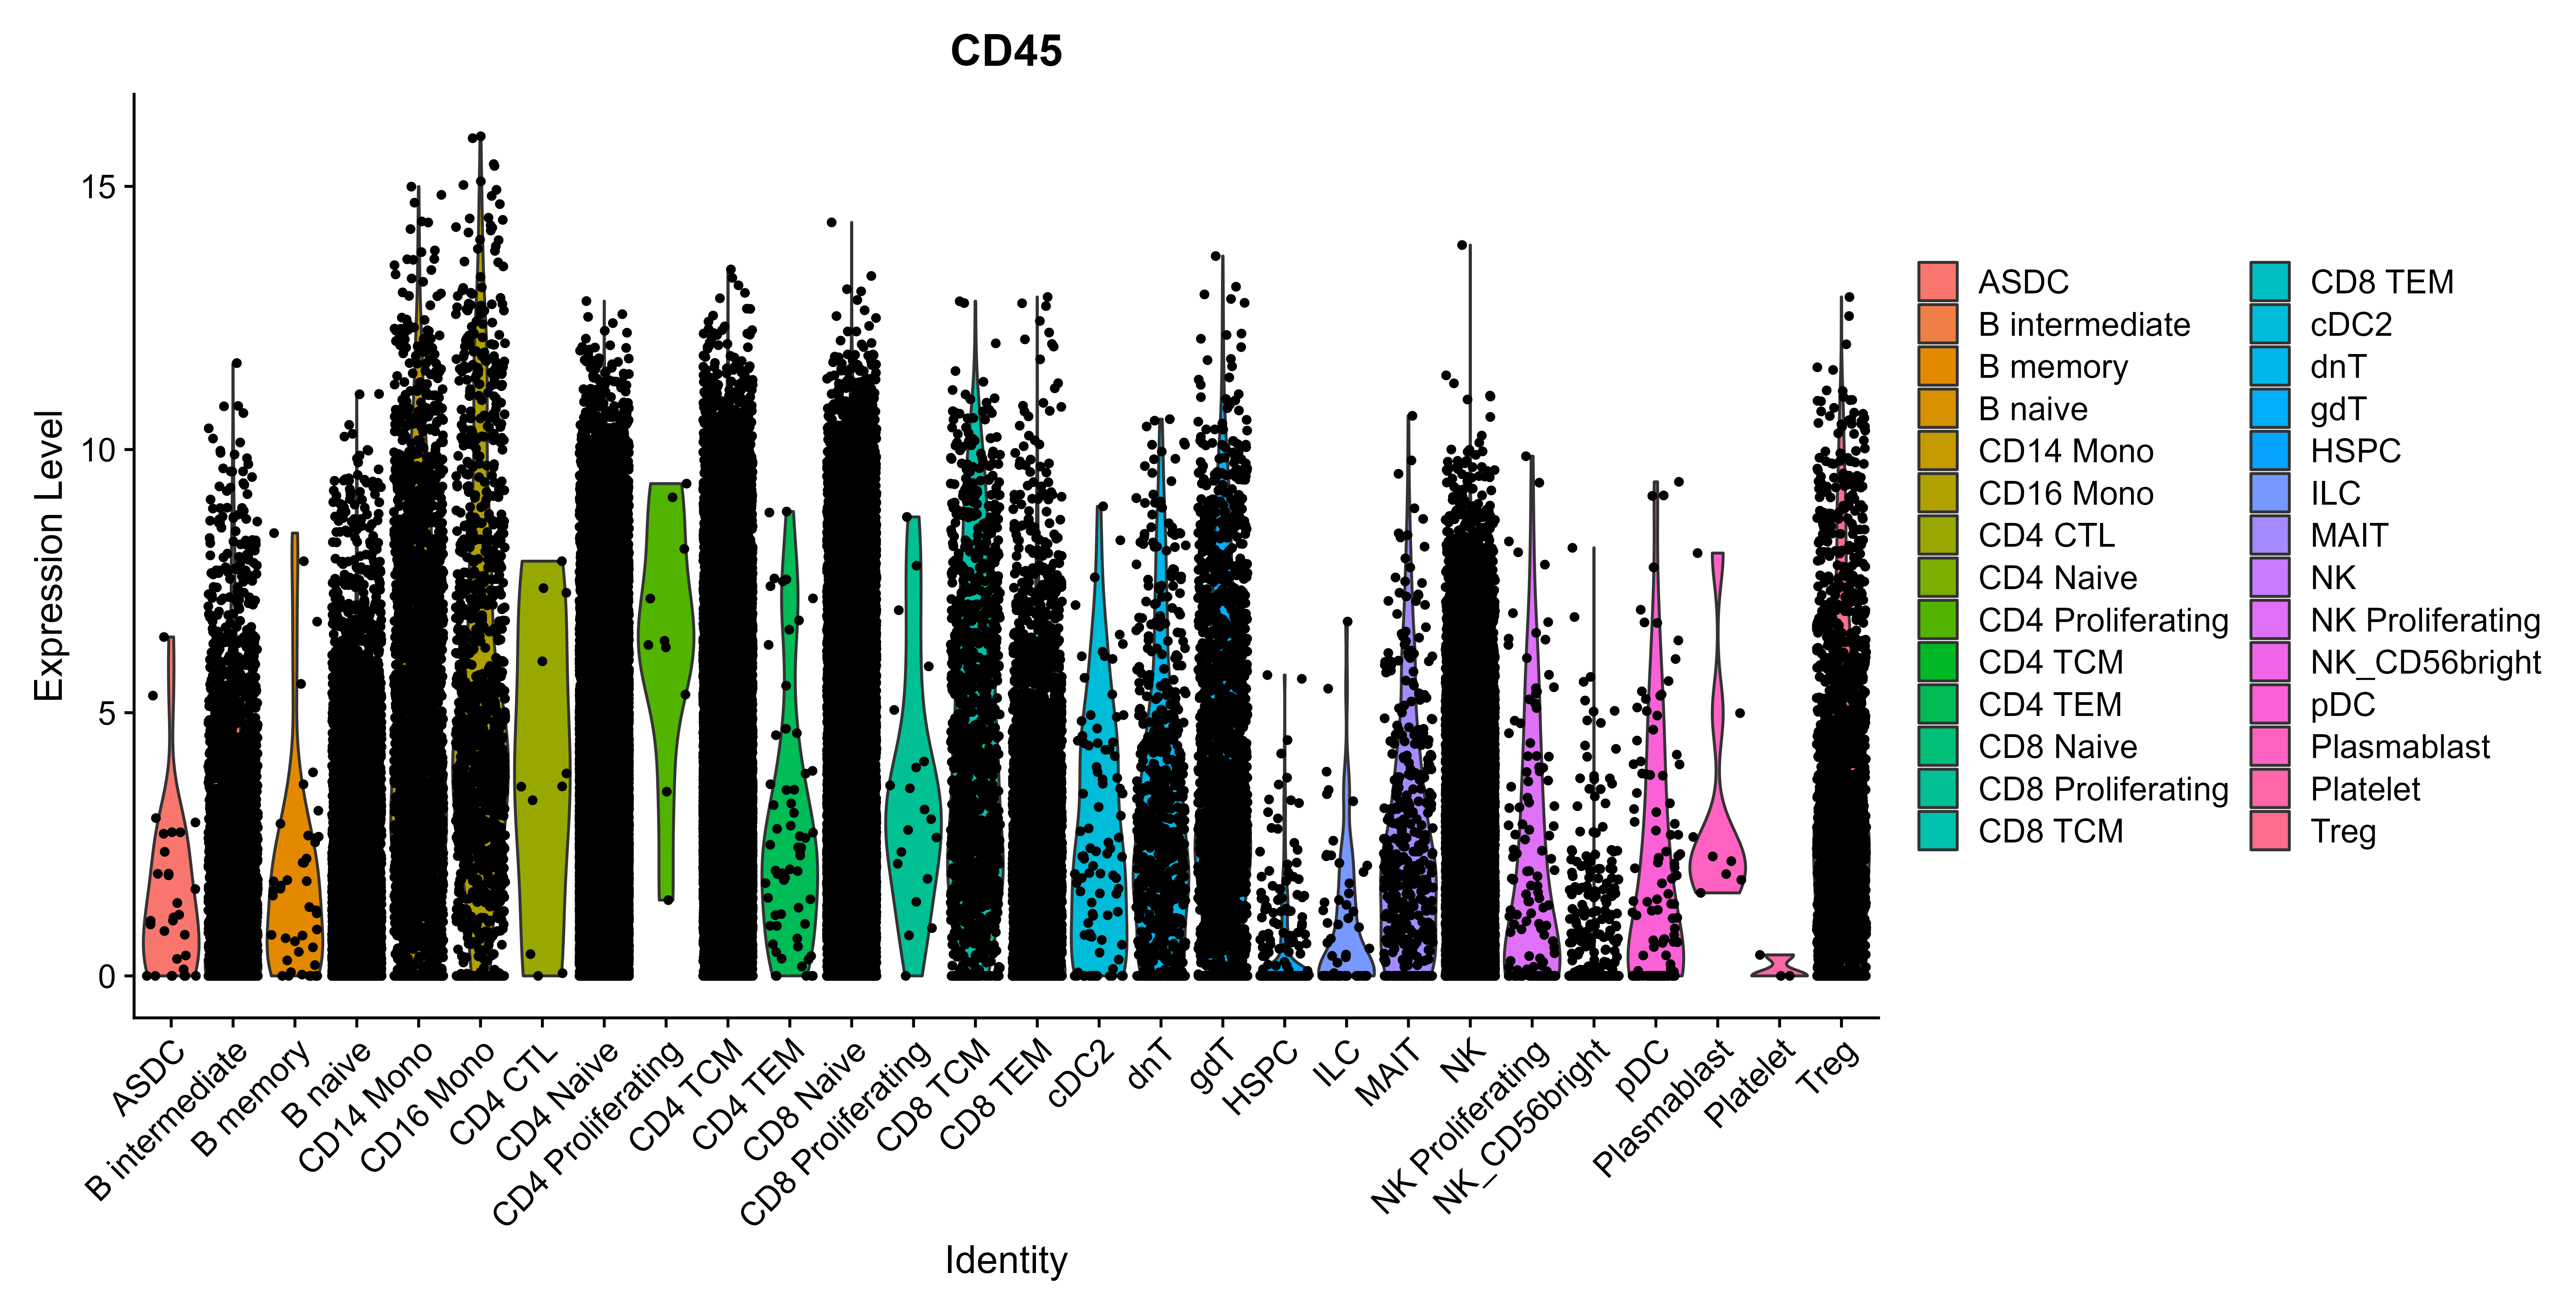 CD45
Expression Level
15
10
5
0
ASDC
B intermediate
B memory
B naive
CD14 Mono
CD16 Mono
CD4 CTL
CD4 Naive
CD4 Proliferating
CD4 TCM
CD4 TEM
CD8 Naive
CD8 Proliferating
CD8 TCM
CD8 TEM
cDC2
dnT
gdT
HSPC
ILC
MAIT
NK
NK Proliferating
NK_CD56bright
pDC
Plasmablast
Platelet
Treg
Identity
ASDC
B intermediate
B memory
B naive
CD14 Mono
CD16 Mono
CD4 CTL
CD4 Naive
CD4 Proliferating
CD4 TCM
CD4 TEM
CD8 Naive
CD8 Proliferating
CD8 TCM
CD8 TEM
cDC2
dnT
gdT
HSPC
ILC
MAIT
NK
NK Proliferating
NK_CD56bright
pDC
Plasmablast
Platelet
Treg